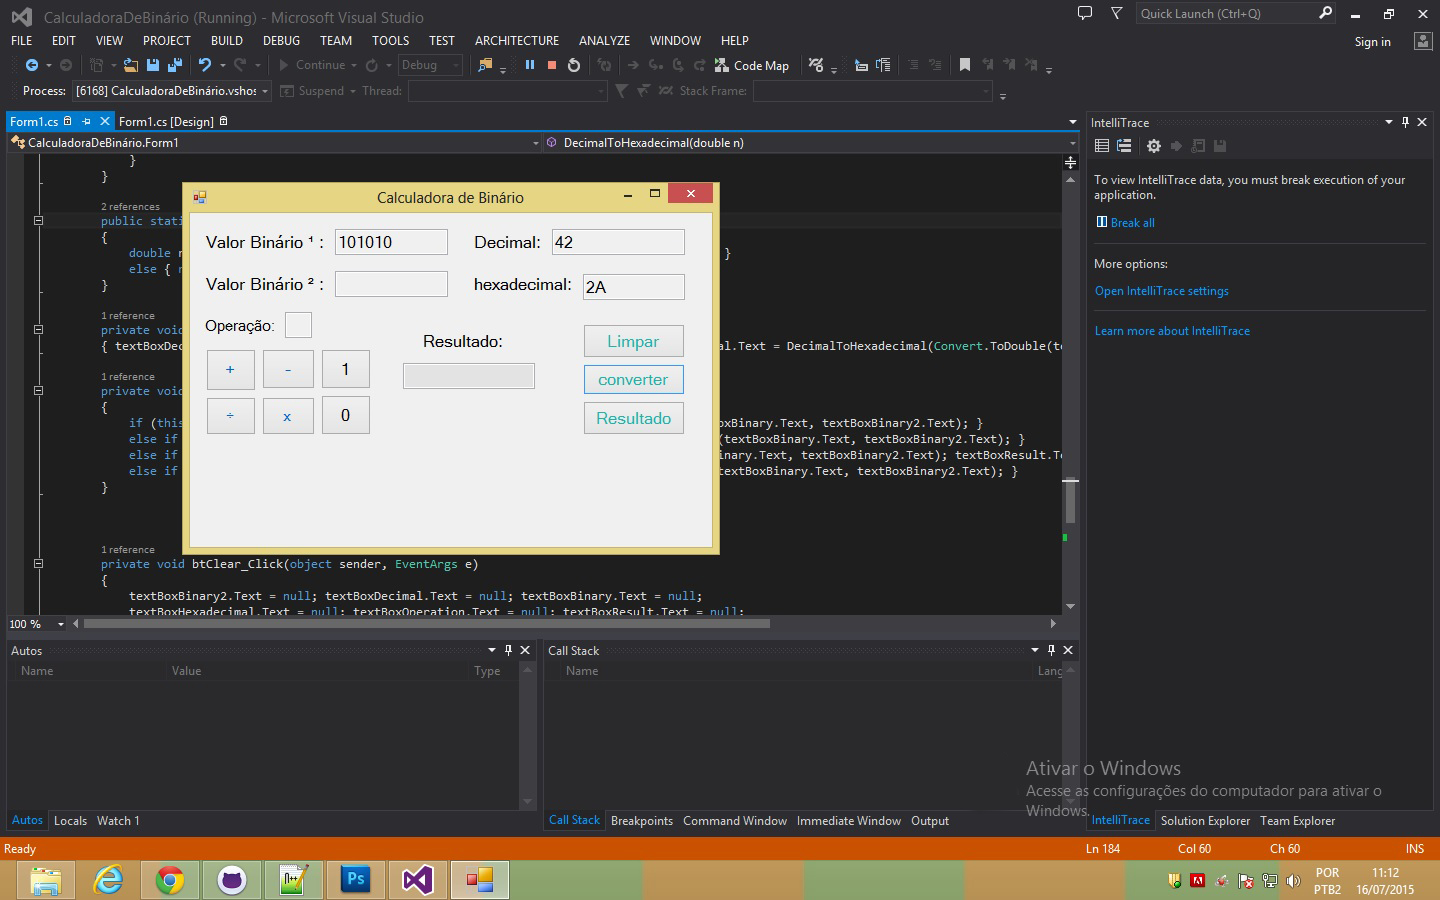 CalculadoraDeBinário (Running) - Microsoft Visual Studio
Quick Launch (Ctrl+Q)
FILE EDIT VIEW PROJECT BUILD DEBUG TEAM TOOLS TEST ARCHITECTURE ANALYZE WINDOW HELP
Sign in
Continue Debug Code Map
Process: [6168] CalculadoraDeBinário.vshos Suspend Thread: Stack Frame:
Form1.cs Form1.cs [Design]
CalculadoraDeBinário.Form1 DecimalToHexadecimal(double n)
}
}
2 references
public stati
{
double r }
else {
}
1 reference
private void
{ textBoxDec l.Text = DecimalToHexadecimal(Convert.ToDouble(te
1 reference
private void
{
if (this xBinary.Text, textBoxBinary2.Text); }
else if (textBoxBinary.Text, textBoxBinary2.Text); }
else if inary.Text, textBoxBinary2.Text); textBoxResult.Te
else if textBoxBinary.Text, textBoxBinary2.Text); }
}
1 reference
private void btClear_Click(object sender, EventArgs e)
{
textBoxBinary2.Text = null; textBoxDecimal.Text = null; textBoxBinary.Text = null;
textBoxHexadecimal.Text = null; textBoxOperation.Text = null; textBoxResult.Text = null;
100 %
Calculadora de Binário
Valor Binário ¹ : 101010 Decimal: 42
Valor Binário ² : hexadecimal: 2A
Operação:
Resultado: Limpar
+ - 1
converter
÷ x 0
Resultado
IntelliTrace
To view IntelliTrace data, you must break execution of your
application.
Break all
More options:
Open IntelliTrace settings
Learn more about IntelliTrace
Autos
Name Value Type
Call Stack
Name Lang
Autos Locals Watch 1
Call Stack Breakpoints Command Window Immediate Window Output
IntelliTrace Solution Explorer Team Explorer
Ativar o Windows
Acesse as configurações do computador para ativar o
Windows.
Ready Ln 184 Col 60 Ch 60 INS
Ps
POR
PTB2
11:12
16/07/2015